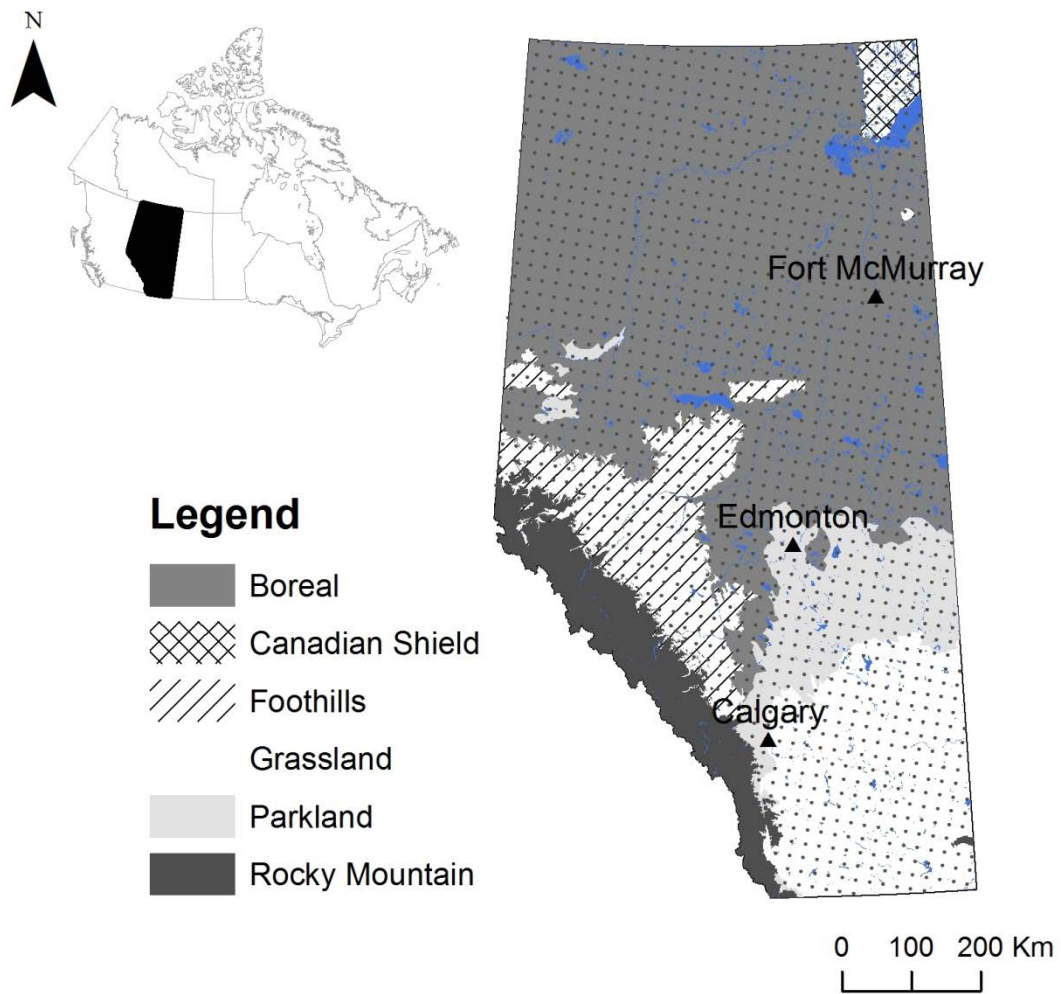 N
Fort McMurray
Edmonton
Calgary
Legend
Boreal
Canadian Shield
Foothills
Grassland
Parkland
Rocky Mountain
0 100 200 Km